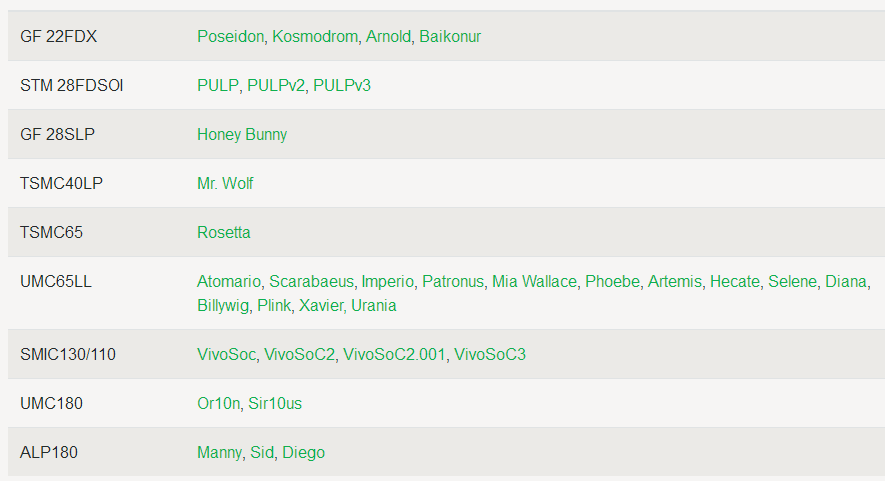 GF 22FDX Poseidon, Kosmodrom, Arnold, Baikonur
STM 28FDSOI PULP, PULPv2, PULPv3
GF 28SLP Honey Bunny
TSMC40LP Mr. Wolf
TSMC65 Rosetta
UMC65LL Atomario, Scarabaeus, Imperio, Patronus, Mia Wallace, Phoebe, Artemis, Hecate, Selene, Diana,
Billywig, Plink, Xavier, Urania
SMIC130/110 VivoSoc, VivoSoC2, VivoSoC2.001, VivoSoC3
UMC180 Or10n, Sir10us
ALP180 Manny, Sid, Diego